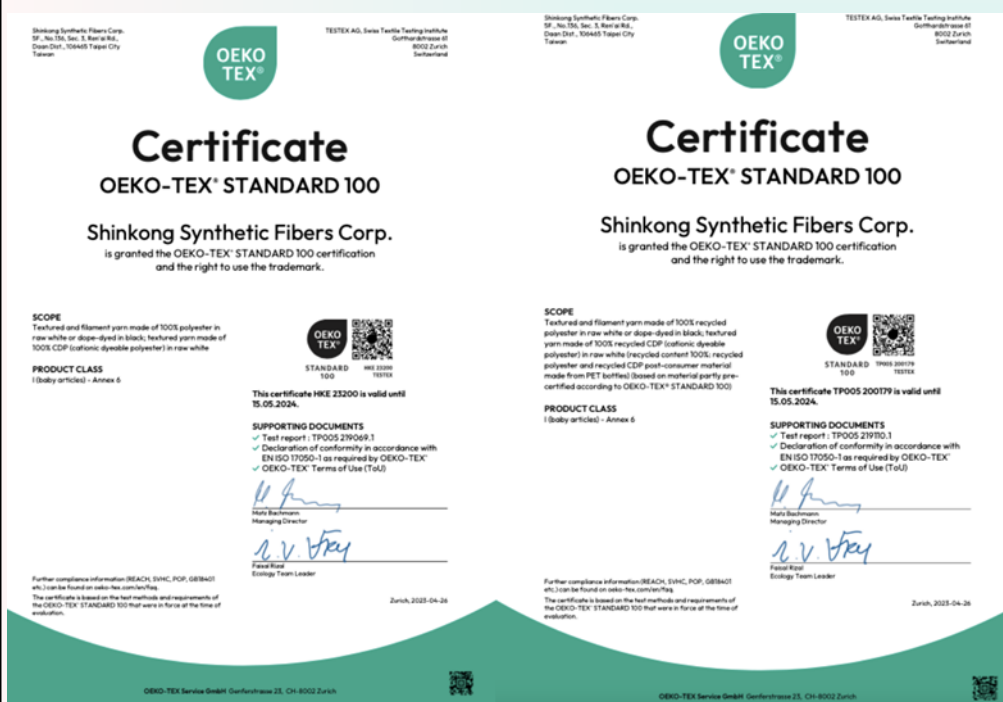 Shinkong Synthetic Fibers Corp.
5F., No.136, Sec. 3, Ren'ai Rd.,
Daan Dist., 106465 Taipei City
Taiwan
OEKO
TEX®
TESTEX AG, Swiss Textile Testing Institute
Gotthardstrasse 61
8002 Zurich
Switzerland
Certificate
OEKO-TEX® STANDARD 100
Shinkong Synthetic Fibers Corp.
is granted the OEKO-TEX® STANDARD 100 certification
and the right to use the trademark.
SCOPE
Textured and filament yarn made of 100% polyester in
raw white or dope-dyed in black; textured yarn made of
100% CDP (cationic dyeable polyester) in raw white
PRODUCT CLASS
I (baby articles) - Annex 6
OEKO
TEX®
STANDARD
100
HKE 23200
TESTEX
This certificate HKE 23200 is valid until
15.05.2024.
SUPPORTING DOCUMENTS
✓ Test report : TP005 219069.1
✓ Declaration of conformity in accordance with
EN ISO 17050-1 as required by OEKO-TEX®
✓ OEKO-TEX® Terms of Use (ToU)
Matz Bachmann
Managing Director
Faisal Rizal
Ecology Team Leader
Further compliance information (REACH, SVHC, POP, GB18401
etc.) can be found on oeko-tex.com/en/faq.
The certificate is based on the test methods and requirements of
the OEKO-TEX® STANDARD 100 that were in force at the time of
evaluation.
Zurich, 2023-04-26
OEKO-TEX Service GmbH Genferstrasse 23, CH-8002 Zurich
Shinkong Synthetic Fibers Corp.
5F., No.136, Sec. 3, Ren'ai Rd.,
Daan Dist., 106465 Taipei City
Taiwan
OEKO
TEX®
TESTEX AG, Swiss Textile Testing Institute
Gotthardstrasse 61
8002 Zurich
Switzerland
Certificate
OEKO-TEX® STANDARD 100
Shinkong Synthetic Fibers Corp.
is granted the OEKO-TEX® STANDARD 100 certification
and the right to use the trademark.
SCOPE
Textured and filament yarn made of 100% recycled
polyester in raw white or dope-dyed in black; textured
yarn made of 100% recycled CDP (cationic dyeable
polyester) in raw white (recycled content 100%; recycled
polyester and recycled CDP post-consumer material
made from PET bottles) (based on material partly pre-
certified according to OEKO-TEX® STANDARD 100)
PRODUCT CLASS
I (baby articles) - Annex 6
OEKO
TEX®
STANDARD
100
TP005 200179
TESTEX
This certificate TP005 200179 is valid until
15.05.2024.
SUPPORTING DOCUMENTS
✓ Test report : TP005 219110.1
✓ Declaration of conformity in accordance with
EN ISO 17050-1 as required by OEKO-TEX®
✓ OEKO-TEX® Terms of Use (ToU)
Matz Bachmann
Managing Director
Faisal Rizal
Ecology Team Leader
Further compliance information (REACH, SVHC, POP, GB18401
etc.) can be found on oeko-tex.com/en/faq.
The certificate is based on the test methods and requirements of
the OEKO-TEX® STANDARD 100 that were in force at the time of
evaluation.
Zurich, 2023-04-26
OEKO-TEX Service GmbH Genferstrasse 23, CH-8002 Zurich